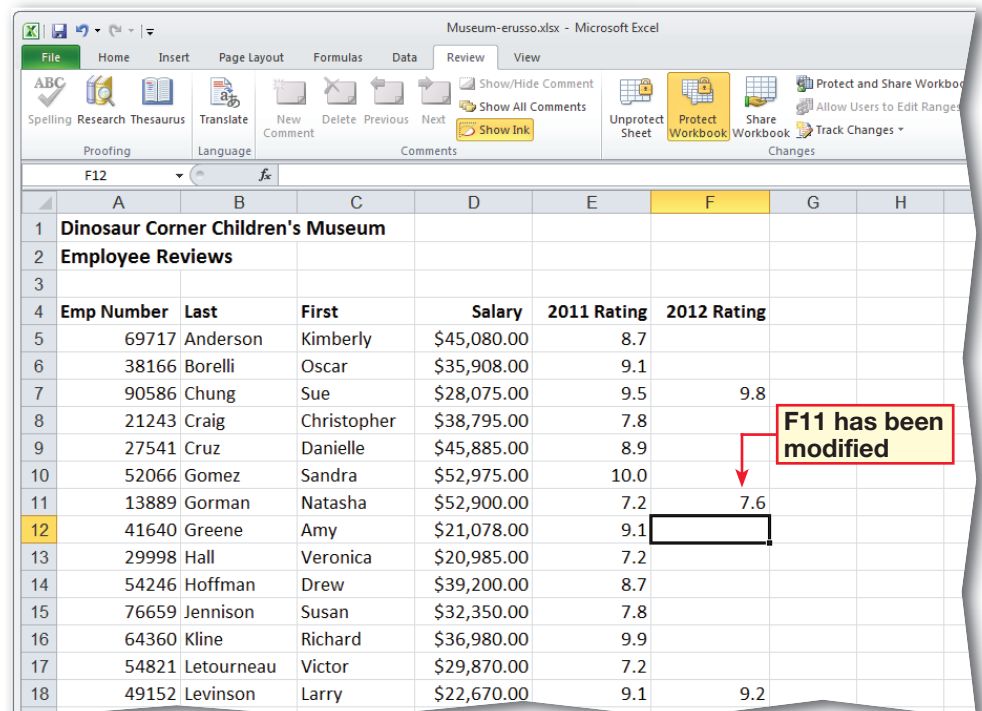 Museum-erusso.xlsx - Microsoft Excel
File Home Insert Page Layout Formulas Data Review View
ABC Show/Hide Comment Protect and Share
Show All Comments Allow Users to Edit Ranges
Spelling Research Thesaurus Translate New Comment Delete Previous Next Show Ink Unprotect Sheet Protect Workbook Share Workbook Track Changes
Proofing Language Comments Changes
F12 fx
A B C D E F G H
1 Dinosaur Corner Children's Museum
2 Employee Reviews
3
4 Emp Number Last First Salary 2011 Rating 2012 Rating
5 69717 Anderson Kimberly $45,080.00 8.7
6 38166 Borelli Oscar $35,908.00 9.1
7 90586 Chung Sue $28,075.00 9.5 9.8
8 21243 Craig Christopher $38,795.00 7.8
9 27541 Cruz Danielle $45,885.00 8.9
10 52066 Gomez Sandra $52,975.00 10.0
11 13889 Gorman Natasha $52,900.00 7.2 7.6
12 41640 Greene Amy $21,078.00 9.1
13 29998 Hall Veronica $20,985.00 7.2
14 54246 Hoffman Drew $39,200.00 8.7
15 76659 Jennison Susan $32,350.00 7.8
16 64360 Kline Richard $36,980.00 9.9
17 54821 Letourneau Victor $29,870.00 7.2
18 49152 Levinson Larry $22,670.00 9.1 9.2
F11 has been
modified